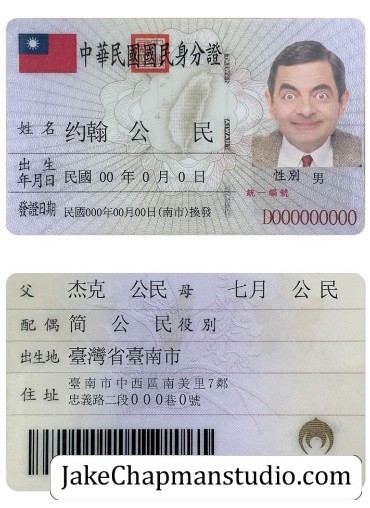 中華民國國民身分證
姓名 约翰 公 民
出生年月日 民國 00 年 0 月 0 日
性別 男
統一編號
發證日期 民國000年00月00日(南市)換發
D000000000
父 杰克 公民 母 七月 公 民
配偶 简 公 民 役別
出生地 臺灣省臺南市
住址 臺南市中西區南美里7鄰
忠義路二段000巷0號
JakeChapmanstudio.com